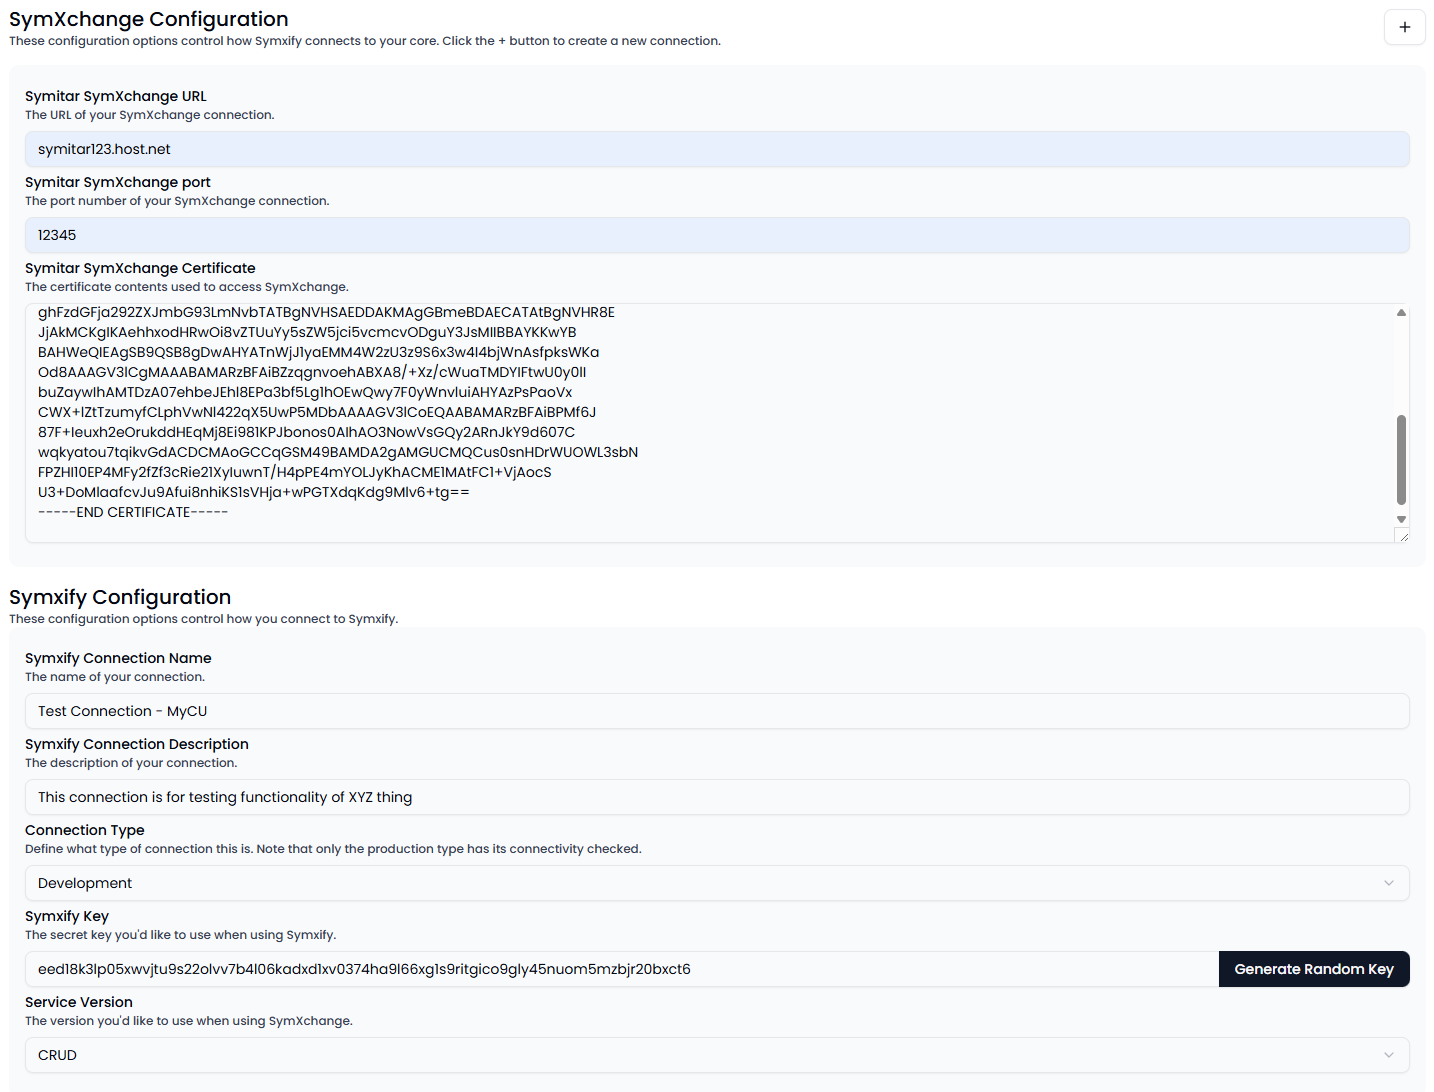 SymXchange Configuration
These configuration options control how Symxify connects to your core. Click the + button to create a new connection.
+
Symitar SymXchange URL
The URL of your SymXchange connection.
symitar123.host.net
Symitar SymXchange port
The port number of your SymXchange connection.
12345
Symitar SymXchange Certificate
The certificate contents used to access SymXchange.
ghFzdGFja292ZXJmbG93LmNvbTATBgNVHSAEDDAKMAgGBmeBDAECATAtBgNVHR8E
JjAkMCKgIKAehhxodHRwOi8vZTUuYy5sZW5jci5vcmcvODguY3JsMIIBBAYKKwYB
BAHWeQIEAgSB9QSB8gDwAHYATnWjJ1yaEMM4W2zU3z9S6x3w4I4bjWnAsfpksWKa
Od8AAAGV3ICgMAAABAMARzBFAiBZzqgnvoehABXA8/+Xz/cWuaTMDYIFtwU0y0II
buZaywIhAMTDzA07ehbeJEhI8EPa3bf5Lg1hOEwQwy7F0yWnvIuiAHYAzPsPaoVx
CWX+lZtTzumyfCLphVwNl422qX5UwP5MDbAAAAGV3ICoEQAABAMARzBFAiBPMf6J
87F+Ieuxh2eOrukddHEqMj8Ei981KPJbonos0AIhAO3NowVsGQy2ARnJkY9d607C
wqkyatou7tqikvGdACDCMAoGCCqGSM49BAMDA2gAMGUCMQCus0snHDrWUOWL3sbN
FPZHI10EP4MFy2fZf3cRie21XyIuwnT/H4pPE4mYOLJyKhACME1MAtFC1+VjAocS
U3+DoMlaafcvJu9Afui8nhiKS1sVHja+wPGTXdqKdg9Mlv6+tg==
-----END CERTIFICATE-----
Symxify Configuration
These configuration options control how you connect to Symxify.
Symxify Connection Name
The name of your connection.
Test Connection - MyCU
Symxify Connection Description
The description of your connection.
This connection is for testing functionality of XYZ thing
Connection Type
Define what type of connection this is. Note that only the production type has its connectivity checked.
Development
Symxify Key
The secret key you'd like to use when using Symxify.
eed18k3lp05xwvjtu9s22olvv7b4l06kadxd1xv0374ha9l66xg1s9ritgico9gly45nuom5mzbjr20bxct6
Generate Random Key
Service Version
The version you'd like to use when using SymXchange.
CRUD